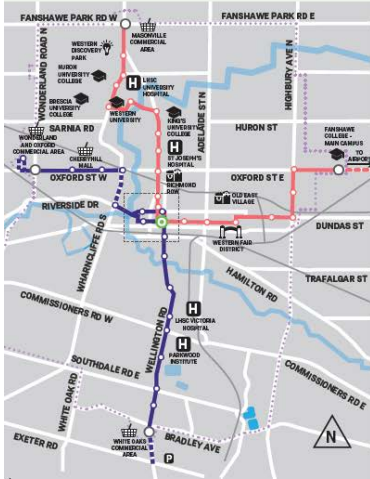 FANSHAWE PARK RD W
FANSHAWE PARK RD E
MASONVILLE
COMMERCIAL
AREA
WONDERLAND ROAD N
WESTERN
DISCOVERY
PARK
HURON
UNIVERSITY
COLLEGE
H
LHSC
UNIVERSITY
HOSPITAL
BRESCIA
UNIVERSITY
COLLEGE
WESTERN
UNIVERSITY
KING'S
UNIVERSITY
COLLEGE
ADELAIDE ST N
HIGHBURY AVE N
SARNIA RD
HURON ST
FANSHAWE
COLLEGE -
MAIN CAMPUS
TO
AIRPORT
WONDERLAND
AND OXFORD
COMMERCIAL AREA
CHERRYHILL
MALL
H
ST JOSEPH'S
HOSPITAL
OXFORD ST W
RICHMOND
ROW
OXFORD ST E
OLD EAST
VILLAGE
RIVERSIDE DR
DUNDAS ST
WESTERN FAIR
DISTRICT
WHARNCLIFFE RD S
HAMILTON RD
TRAFALGAR ST
COMMISSIONERS RD W
WELLINGTON RD
H
LHSC VICTORIA
HOSPITAL
H
PARKWOOD
INSTITUTE
SOUTHDALE RD E
COMMISSIONERS RD E
WHITE OAK RD
EXETER RD
WHITE OAKS
COMMERCIAL
AREA
BRADLEY AVE
P
N